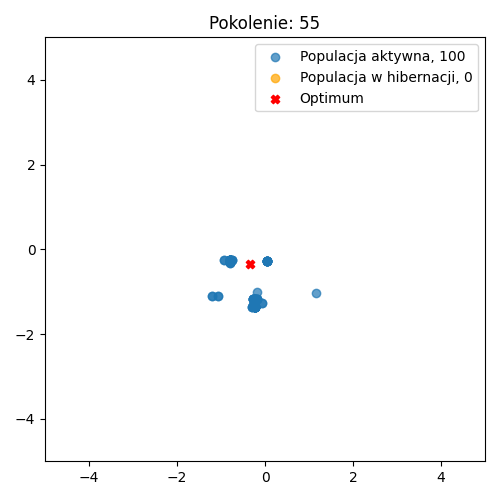 Pokolenie: 55
Populacja aktywna, 100
Populacja w hibernacji, 0
Optimum
4
2
0
−2
−4
−4 −2 0 2 4